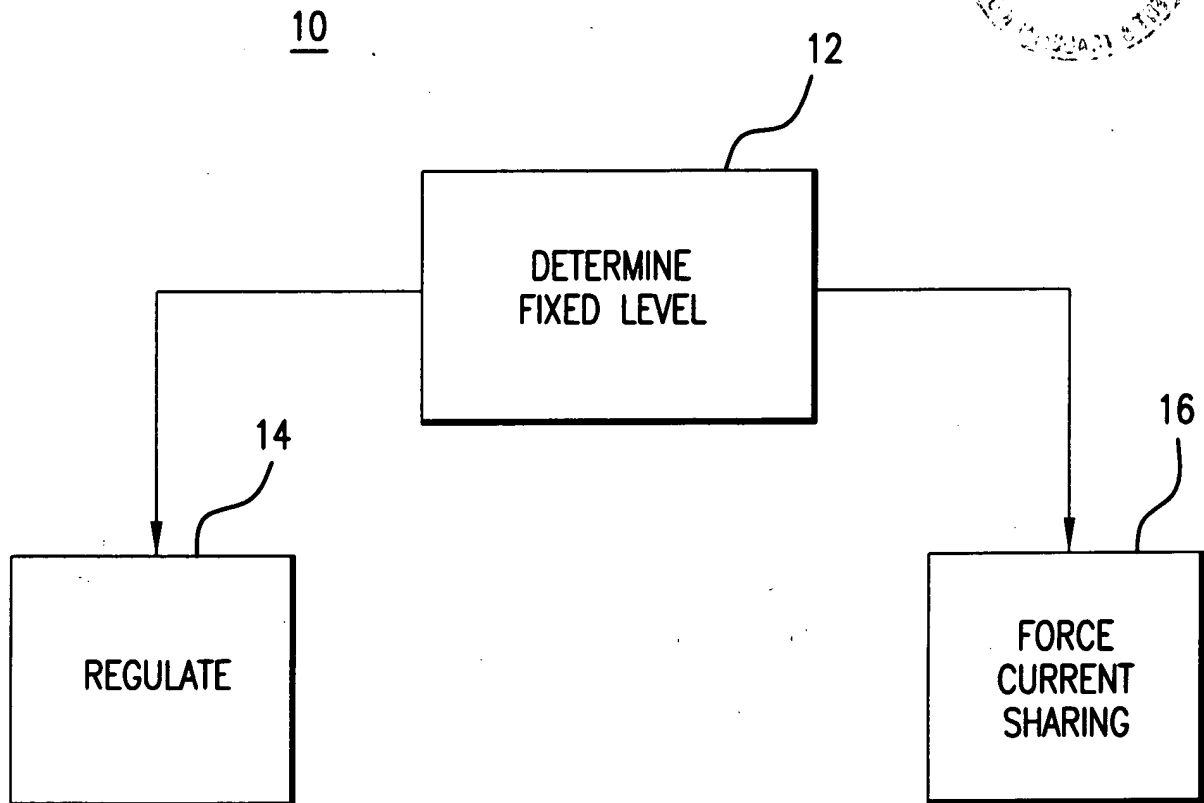 10
12
DETERMINE
FIXED LEVEL
14
16
REGULATE
FORCE
CURRENT
SHARING